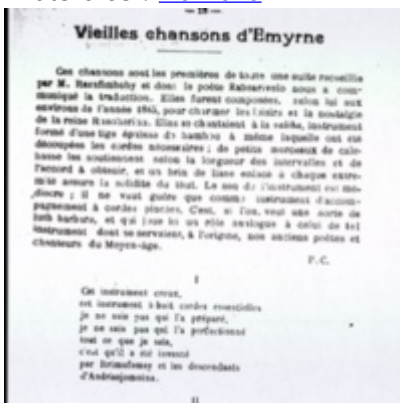 — 18 —
Vieilles chansons d'Emyrne
Ces chansons sont les premières de toute une suite recueillie
par M. et dont le poète Rabearivelo nous a com-
muniqué la traduction. Elles furent composées, selon lui aux
environs de l'année 1845, pour charmer les loisirs et la nostalgie
de la reine Elles se chantaient à la valiha, instrument
formé d'une tige épaisse de bambou à même laquelle ont été
découpées les cordes nécessaires ; de petits morceaux de cale-
basse les soutiennent selon la longueur des intervalles et de
l'accord à obtenir, et un brin de liane enlacé à chaque extré-
mité assure la solidité du tout. Le son de l'instrument est mé-
diocre ; il ne vaut guère que comme instrument d'accom-
pagnement à cordes pincées. C'est, si l'on veut une sorte de
luth barbare, et qui joue ici un rôle analogue à celui de tel
instrument dont se servaient, à l'origine, nos anciens poètes et
chanteurs du Moyen-âge.
P. C.
I
Cet instrument creux,
cet instrument à huit cordes essentielles
je ne sais pas qui l'a préparé,
je ne sais pas qui l'a perfectionné
tout ce que je sais,
c'est qu'il a été inventé
par et les descendants
d'Andrianjomoina.
II